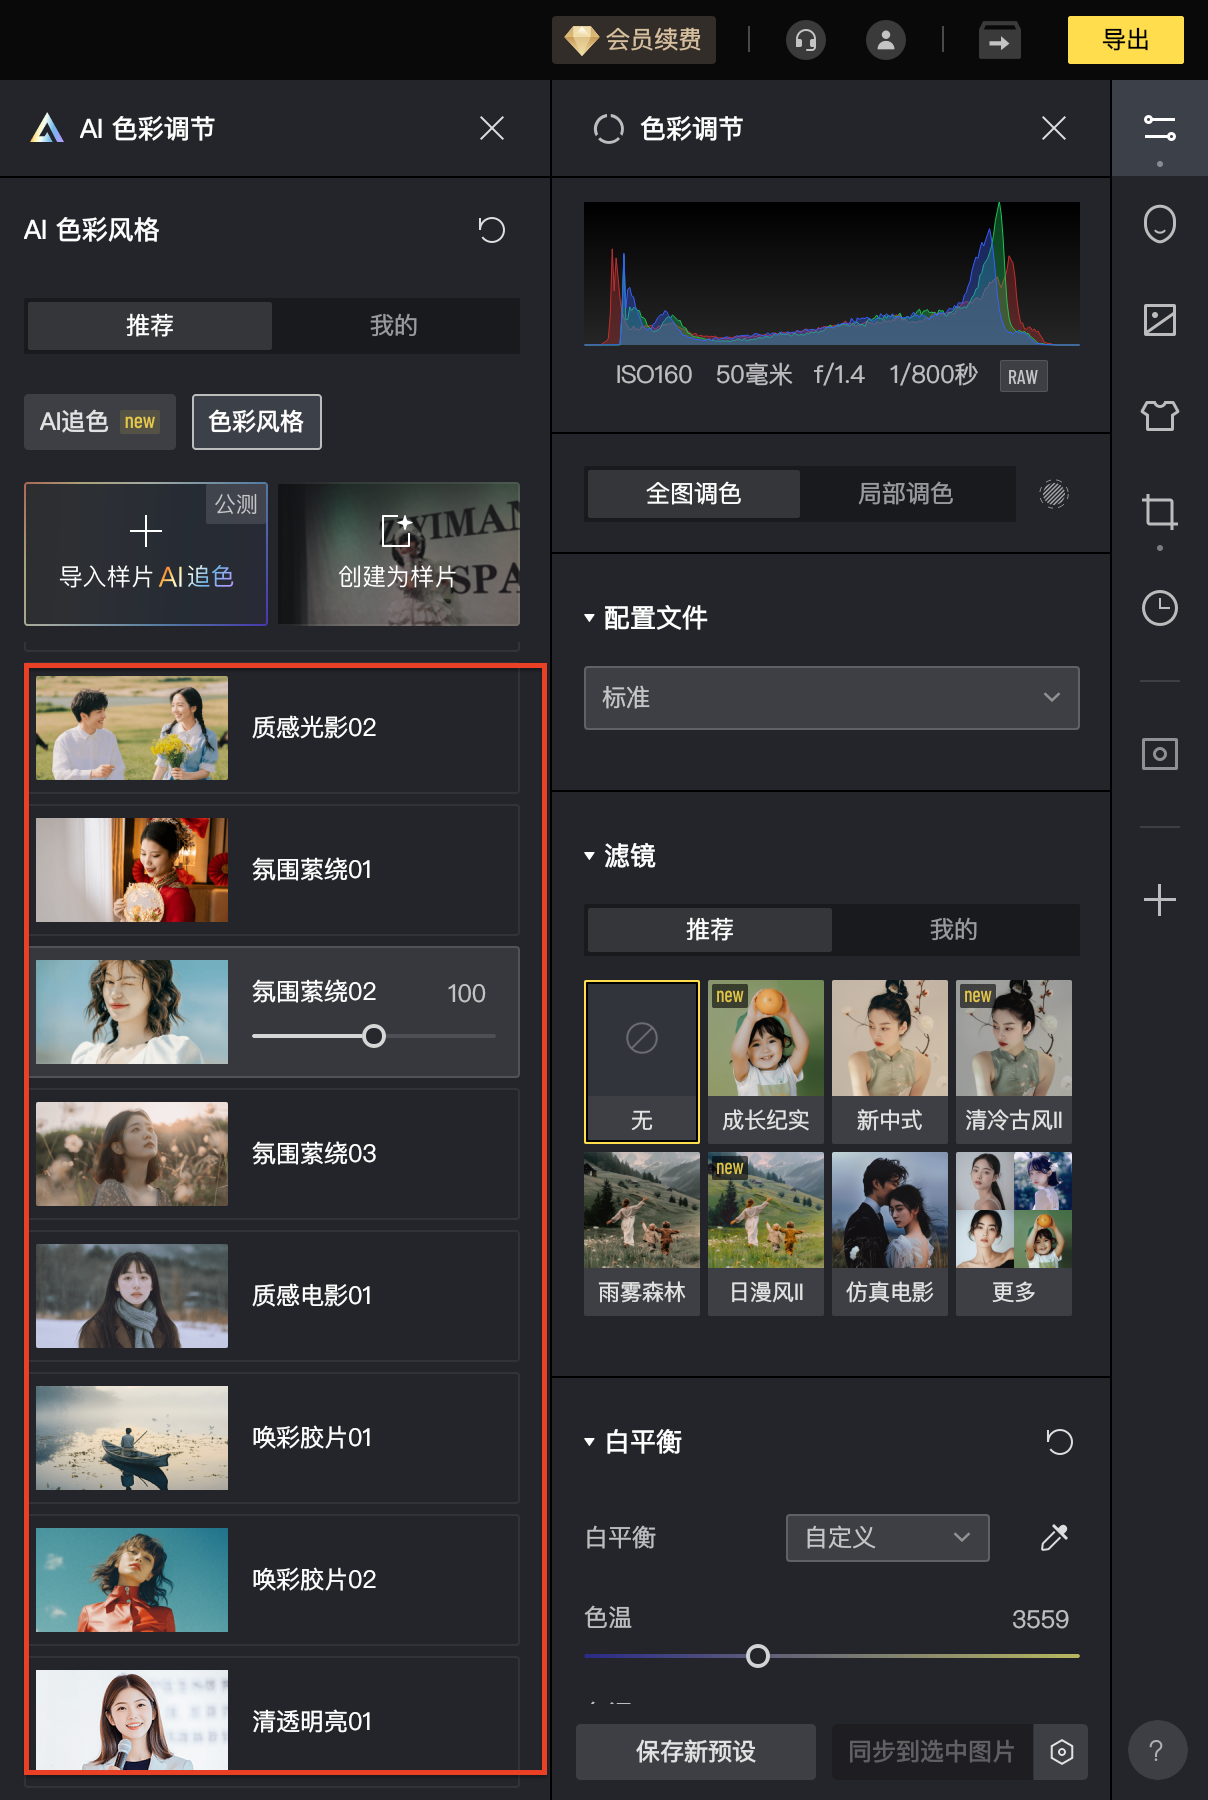 会员续费
导出
AI 色彩调节
色彩调节
AI 色彩风格
推荐
我的
AI追色 new
色彩风格
公测
导入样片AI追色
创建为样片
质感光影02
氛围萦绕01
氛围萦绕02
100
氛围萦绕03
质感电影01
唤彩胶片01
唤彩胶片02
清透明亮01
ISO160 50毫米 f/1.4 1/800秒 RAW
全图调色
局部调色
配置文件
标准
滤镜
推荐
我的
new
new
无
成长纪实
新中式
清冷古风II
new
雨雾森林
日漫风II
仿真电影
更多
白平衡
白平衡
自定义
色温
3559
保存新预设
同步到选中图片
?